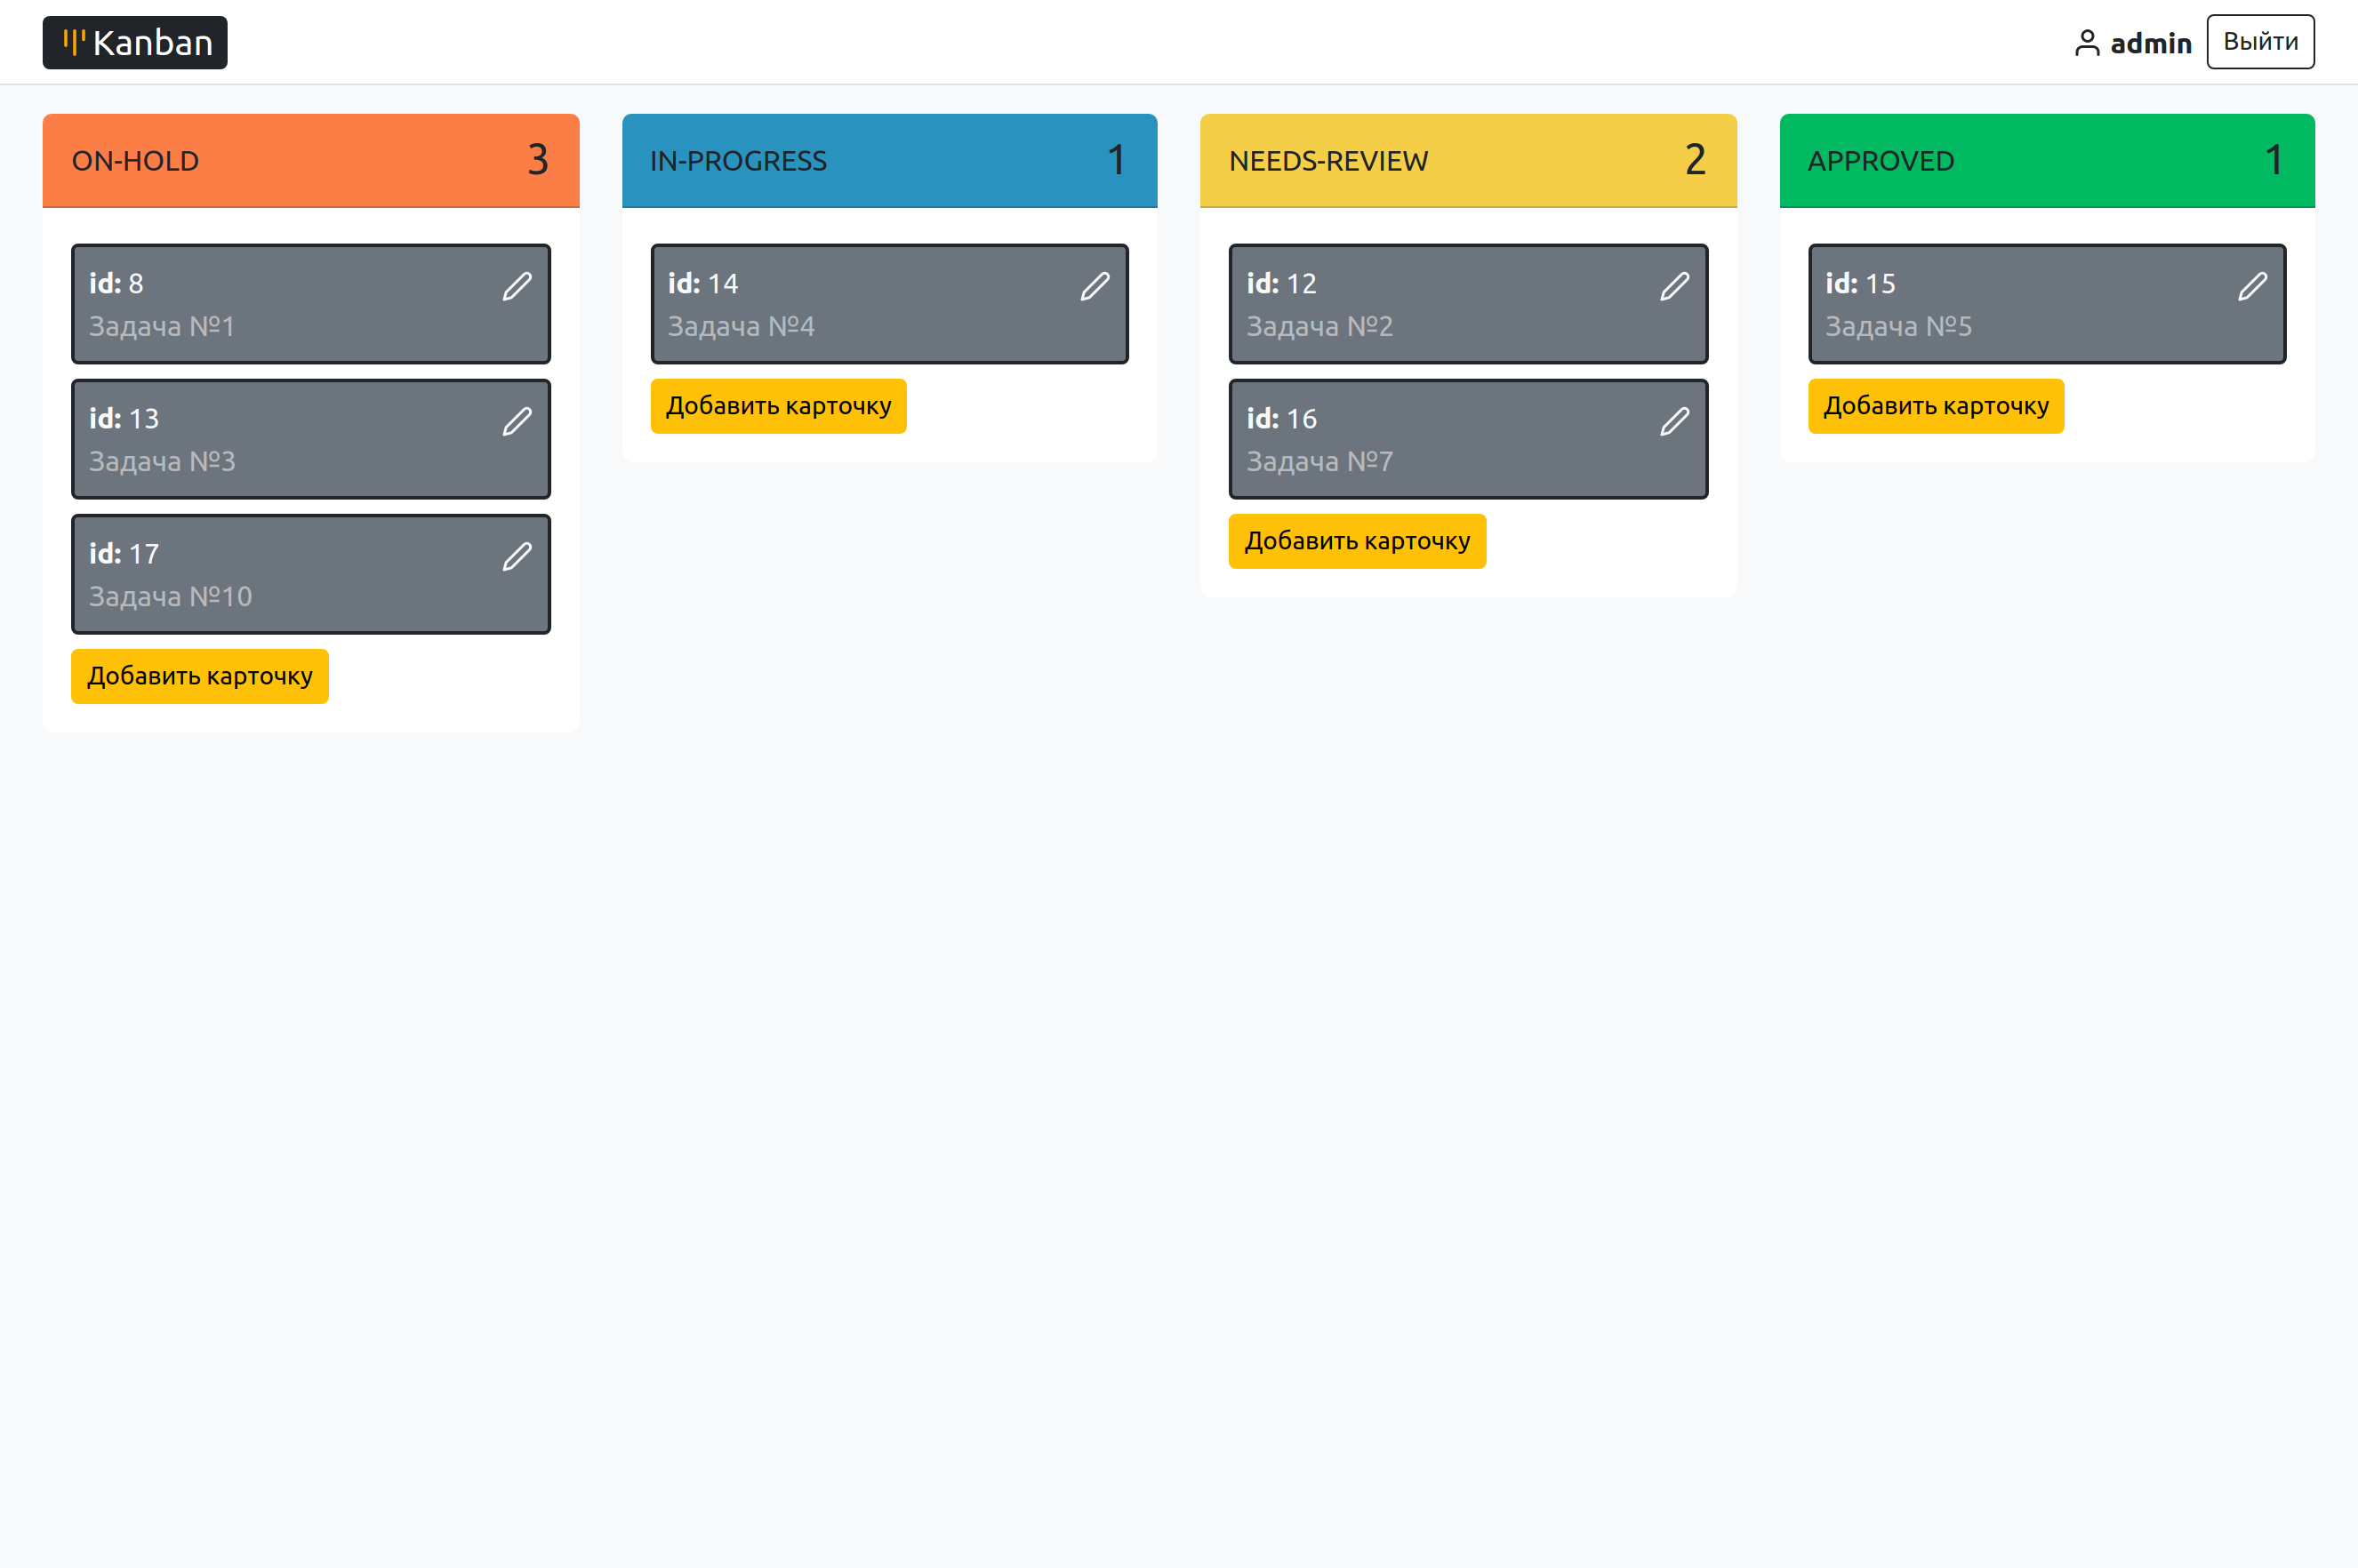 Kanban
admin
Выйти
ON-HOLD 3
id: 8
Задача №1
id: 13
Задача №3
id: 17
Задача №10
Добавить карточку
IN-PROGRESS 1
id: 14
Задача №4
Добавить карточку
NEEDS-REVIEW 2
id: 12
Задача №2
id: 16
Задача №7
Добавить карточку
APPROVED 1
id: 15
Задача №5
Добавить карточку